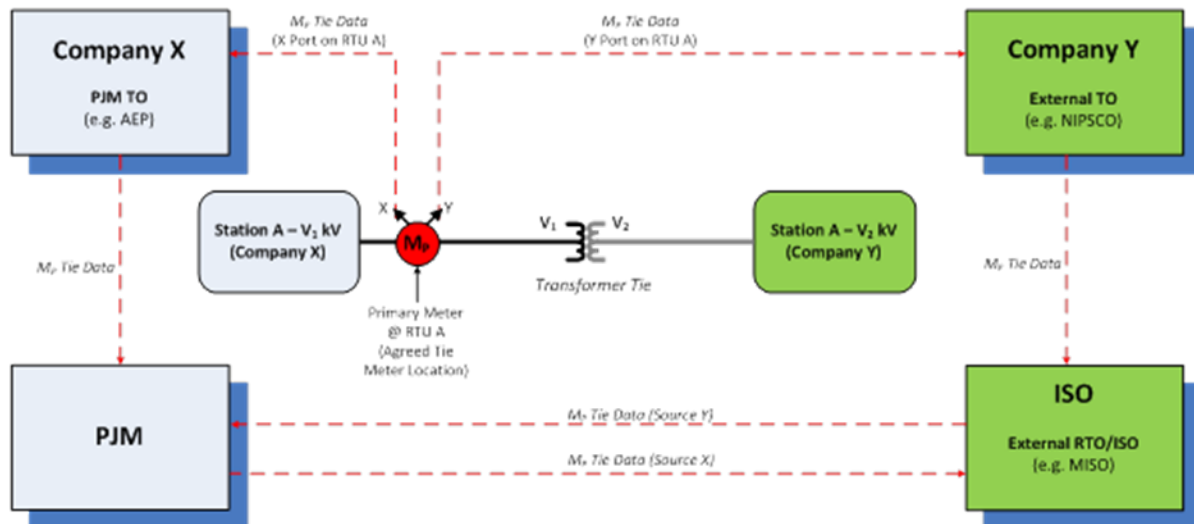 Mₚ Tie Data
(X Port on RTU A)
Mₚ Tie Data
(Y Port on RTU A)
Company X
PJM TO
(e.g. AEP)
Company Y
External TO
(e.g. NIPSCO)
X
Y
Station A – V₁ kV
(Company X)
Mₚ
V₁
V₂
Transformer Tie
Station A – V₂ kV
(Company Y)
Mₚ Tie Data
Mₚ Tie Data
Primary Meter
@ RTU A
(Agreed Tie
Meter Location)
PJM
Mₚ Tie Data (Source Y)
Mₚ Tie Data (Source X)
ISO
External RTO/ISO
(e.g. MISO)